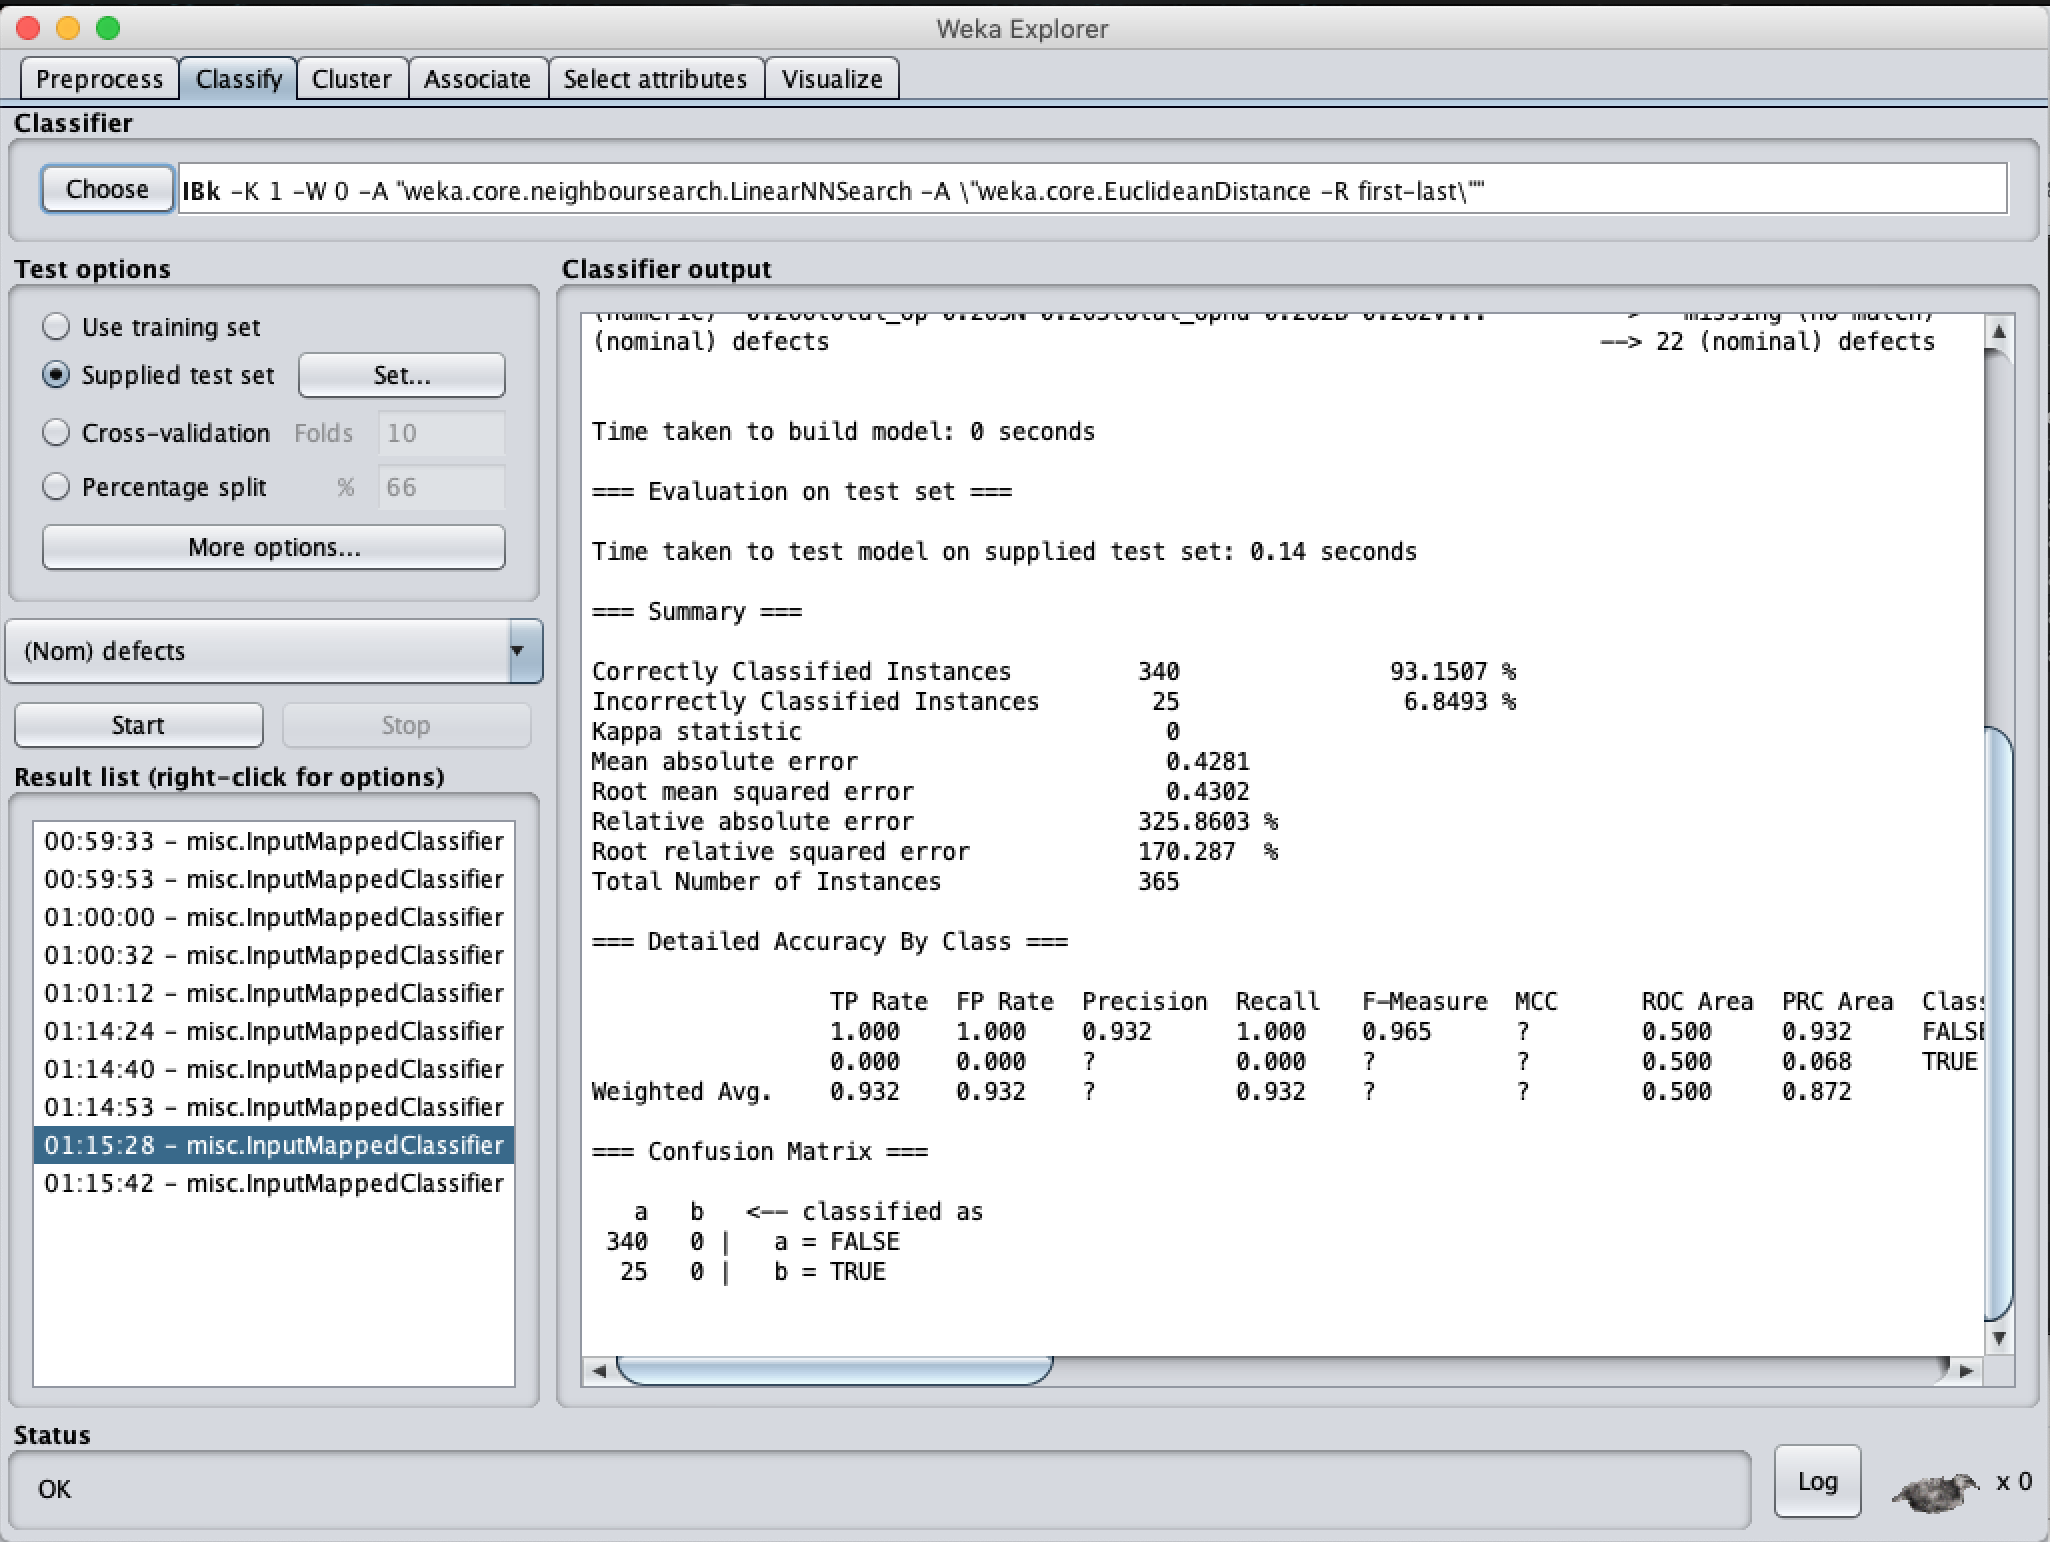 Weka Explorer
Preprocess Classify Cluster Associate Select attributes Visualize
Classifier
Choose IBk -K 1 -W 0 -A "weka.core.neighboursearch.LinearNNSearch -A \"weka.core.EuclideanDistance -R first-last\""
Test options
Use training set
Supplied test set Set...
Cross-validation Folds 10
Percentage split % 66
More options...
(Nom) defects
Start Stop
Result list (right-click for options)
00:59:33 - misc.InputMappedClassifier
00:59:53 - misc.InputMappedClassifier
01:00:00 - misc.InputMappedClassifier
01:00:32 - misc.InputMappedClassifier
01:01:12 - misc.InputMappedClassifier
01:14:24 - misc.InputMappedClassifier
01:14:40 - misc.InputMappedClassifier
01:14:53 - misc.InputMappedClassifier
01:15:28 - misc.InputMappedClassifier
01:15:42 - misc.InputMappedClassifier
Classifier output
(nominal) defects --> 22 (nominal) defects
Time taken to build model: 0 seconds
=== Evaluation on test set ===
Time taken to test model on supplied test set: 0.14 seconds
=== Summary ===
Correctly Classified Instances 340 93.1507 %
Incorrectly Classified Instances 25 6.8493 %
Kappa statistic 0
Mean absolute error 0.4281
Root mean squared error 0.4302
Relative absolute error 325.8603 %
Root relative squared error 170.287 %
Total Number of Instances 365
=== Detailed Accuracy By Class ===
TP Rate FP Rate Precision Recall F-Measure MCC ROC Area PRC Area Clas
1.000 1.000 0.932 1.000 0.965 ? 0.500 0.932 FALSE
0.000 0.000 ? 0.000 ? ? 0.500 0.068 TRUE
Weighted Avg. 0.932 0.932 ? 0.932 ? ? 0.500 0.872
=== Confusion Matrix ===
a b <-- classified as
340 0 | a = FALSE
25 0 | b = TRUE
Status
OK
Log x 0